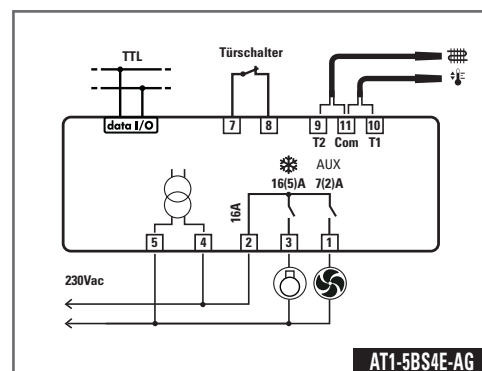 TTL Türschalter
data I/O 7 8 9 11 10
T2 Com T1
AUX
16(5)A 7(2)A
16A
5 4 2 3 1
230Vac
AT1-5BS4E-AG